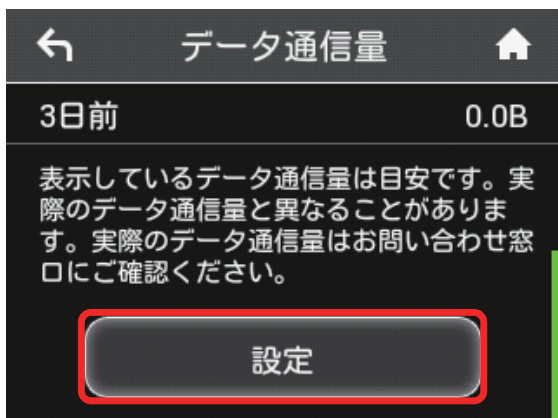 データ通信量
3日前 0.0B
表示しているデータ通信量は目安です。実
際のデータ通信量と異なることがありま
す。実際のデータ通信量はお問い合わせ窓
口にご確認ください。
設定